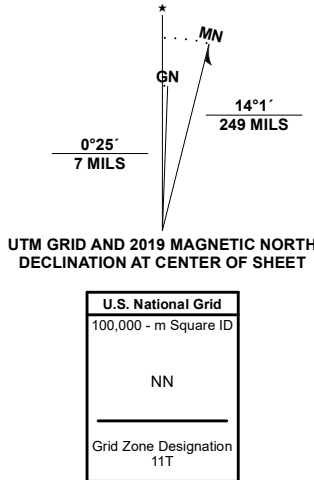 ★
MN
GN
14°1´
249 MILS
0°25´
7 MILS
UTM GRID AND 2019 MAGNETIC NORTH
DECLINATION AT CENTER OF SHEET
U.S. National Grid
100,000 - m Square ID
NN
Grid Zone Designation
11T